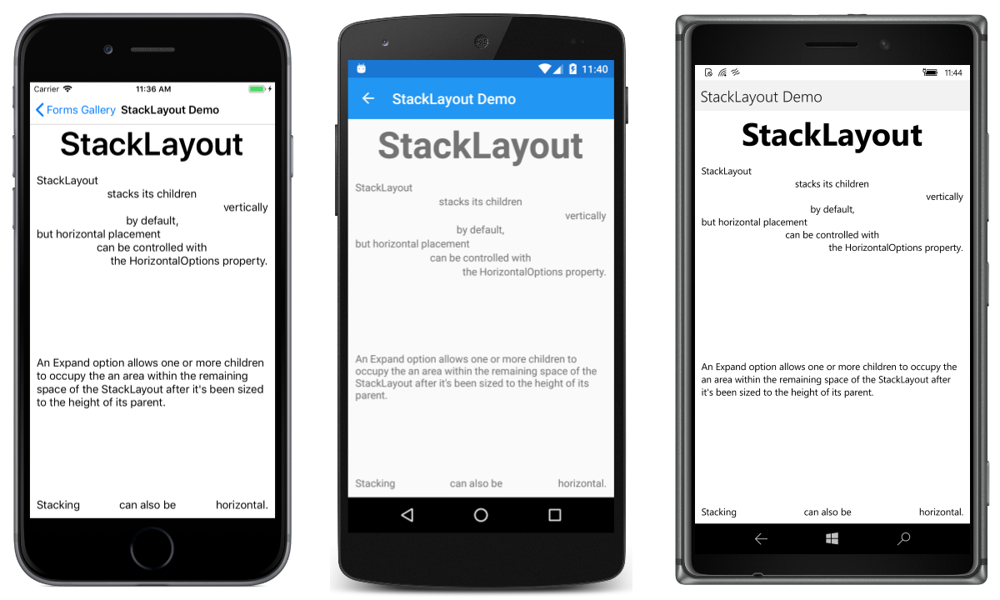 Carrier 11:36 AM
Forms Gallery StackLayout Demo
StackLayout
StackLayout
stacks its children
vertically
by default,
but horizontal placement
can be controlled with
the HorizontalOptions property.
An Expand option allows one or more children
to occupy the an area within the remaining
space of the StackLayout after it's been sized
to the height of its parent.
Stacking can also be horizontal.
11:40
StackLayout Demo
StackLayout
StackLayout
stacks its children
vertically
by default,
but horizontal placement
can be controlled with
the HorizontalOptions property.
An Expand option allows one or more children to
occupy the an area within the remaining space of the
StackLayout after it's been sized to the height of its
parent.
Stacking can also be horizontal.
11:44
StackLayout Demo
StackLayout
StackLayout
stacks its children
vertically
by default,
but horizontal placement
can be controlled with
the HorizontalOptions property.
An Expand option allows one or more children to occupy the
an area within the remaining space of the StackLayout after
it's been sized to the height of its parent.
Stacking can also be horizontal.